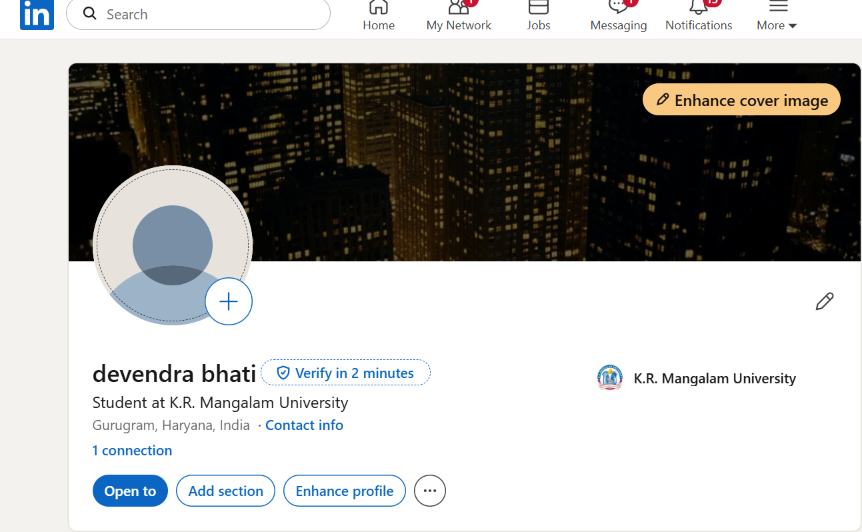 in Search
Home My Network Jobs Messaging Notifications More
Enhance cover image
devendra bhati Verify in 2 minutes
K.R. Mangalam University
Student at K.R. Mangalam University
Gurugram, Haryana, India · Contact info
1 connection
Open to Add section Enhance profile ...